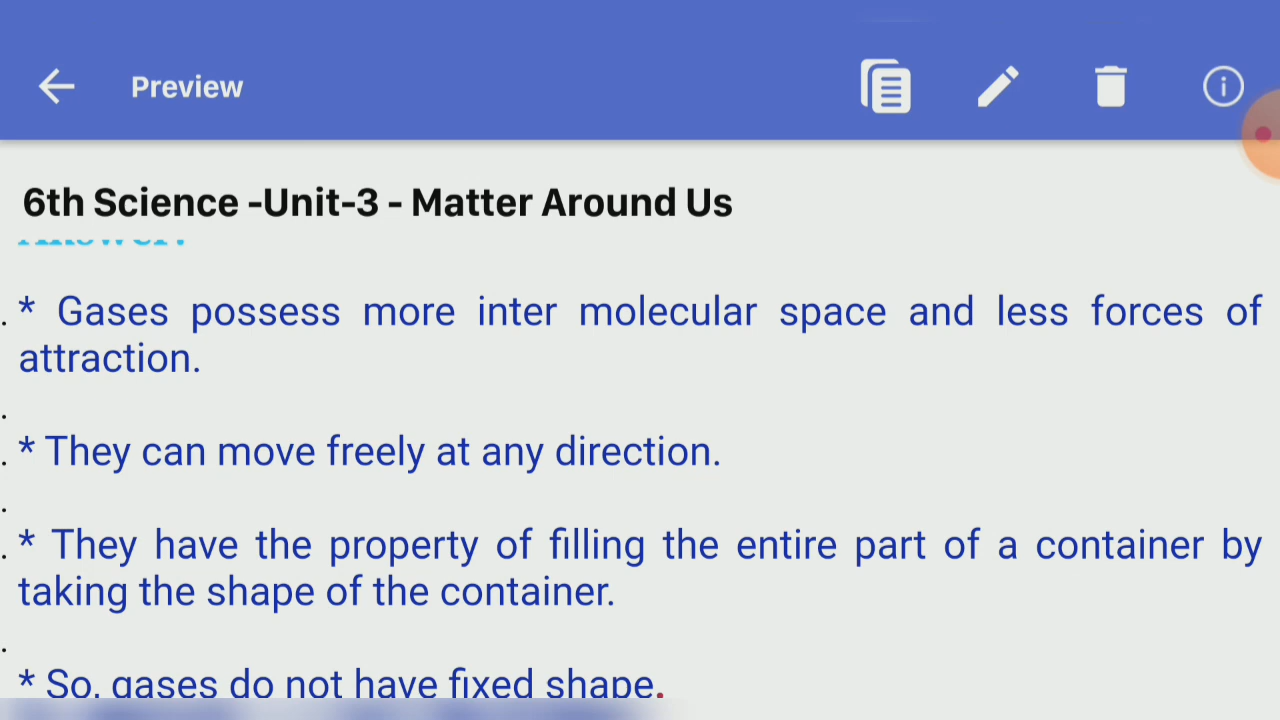 Preview
6th Science -Unit-3 - Matter Around Us
Answer:
* Gases possess more inter molecular space and less forces of
attraction.
* They can move freely at any direction.
* They have the property of filling the entire part of a container by
taking the shape of the container.
* So, gases do not have fixed shape.